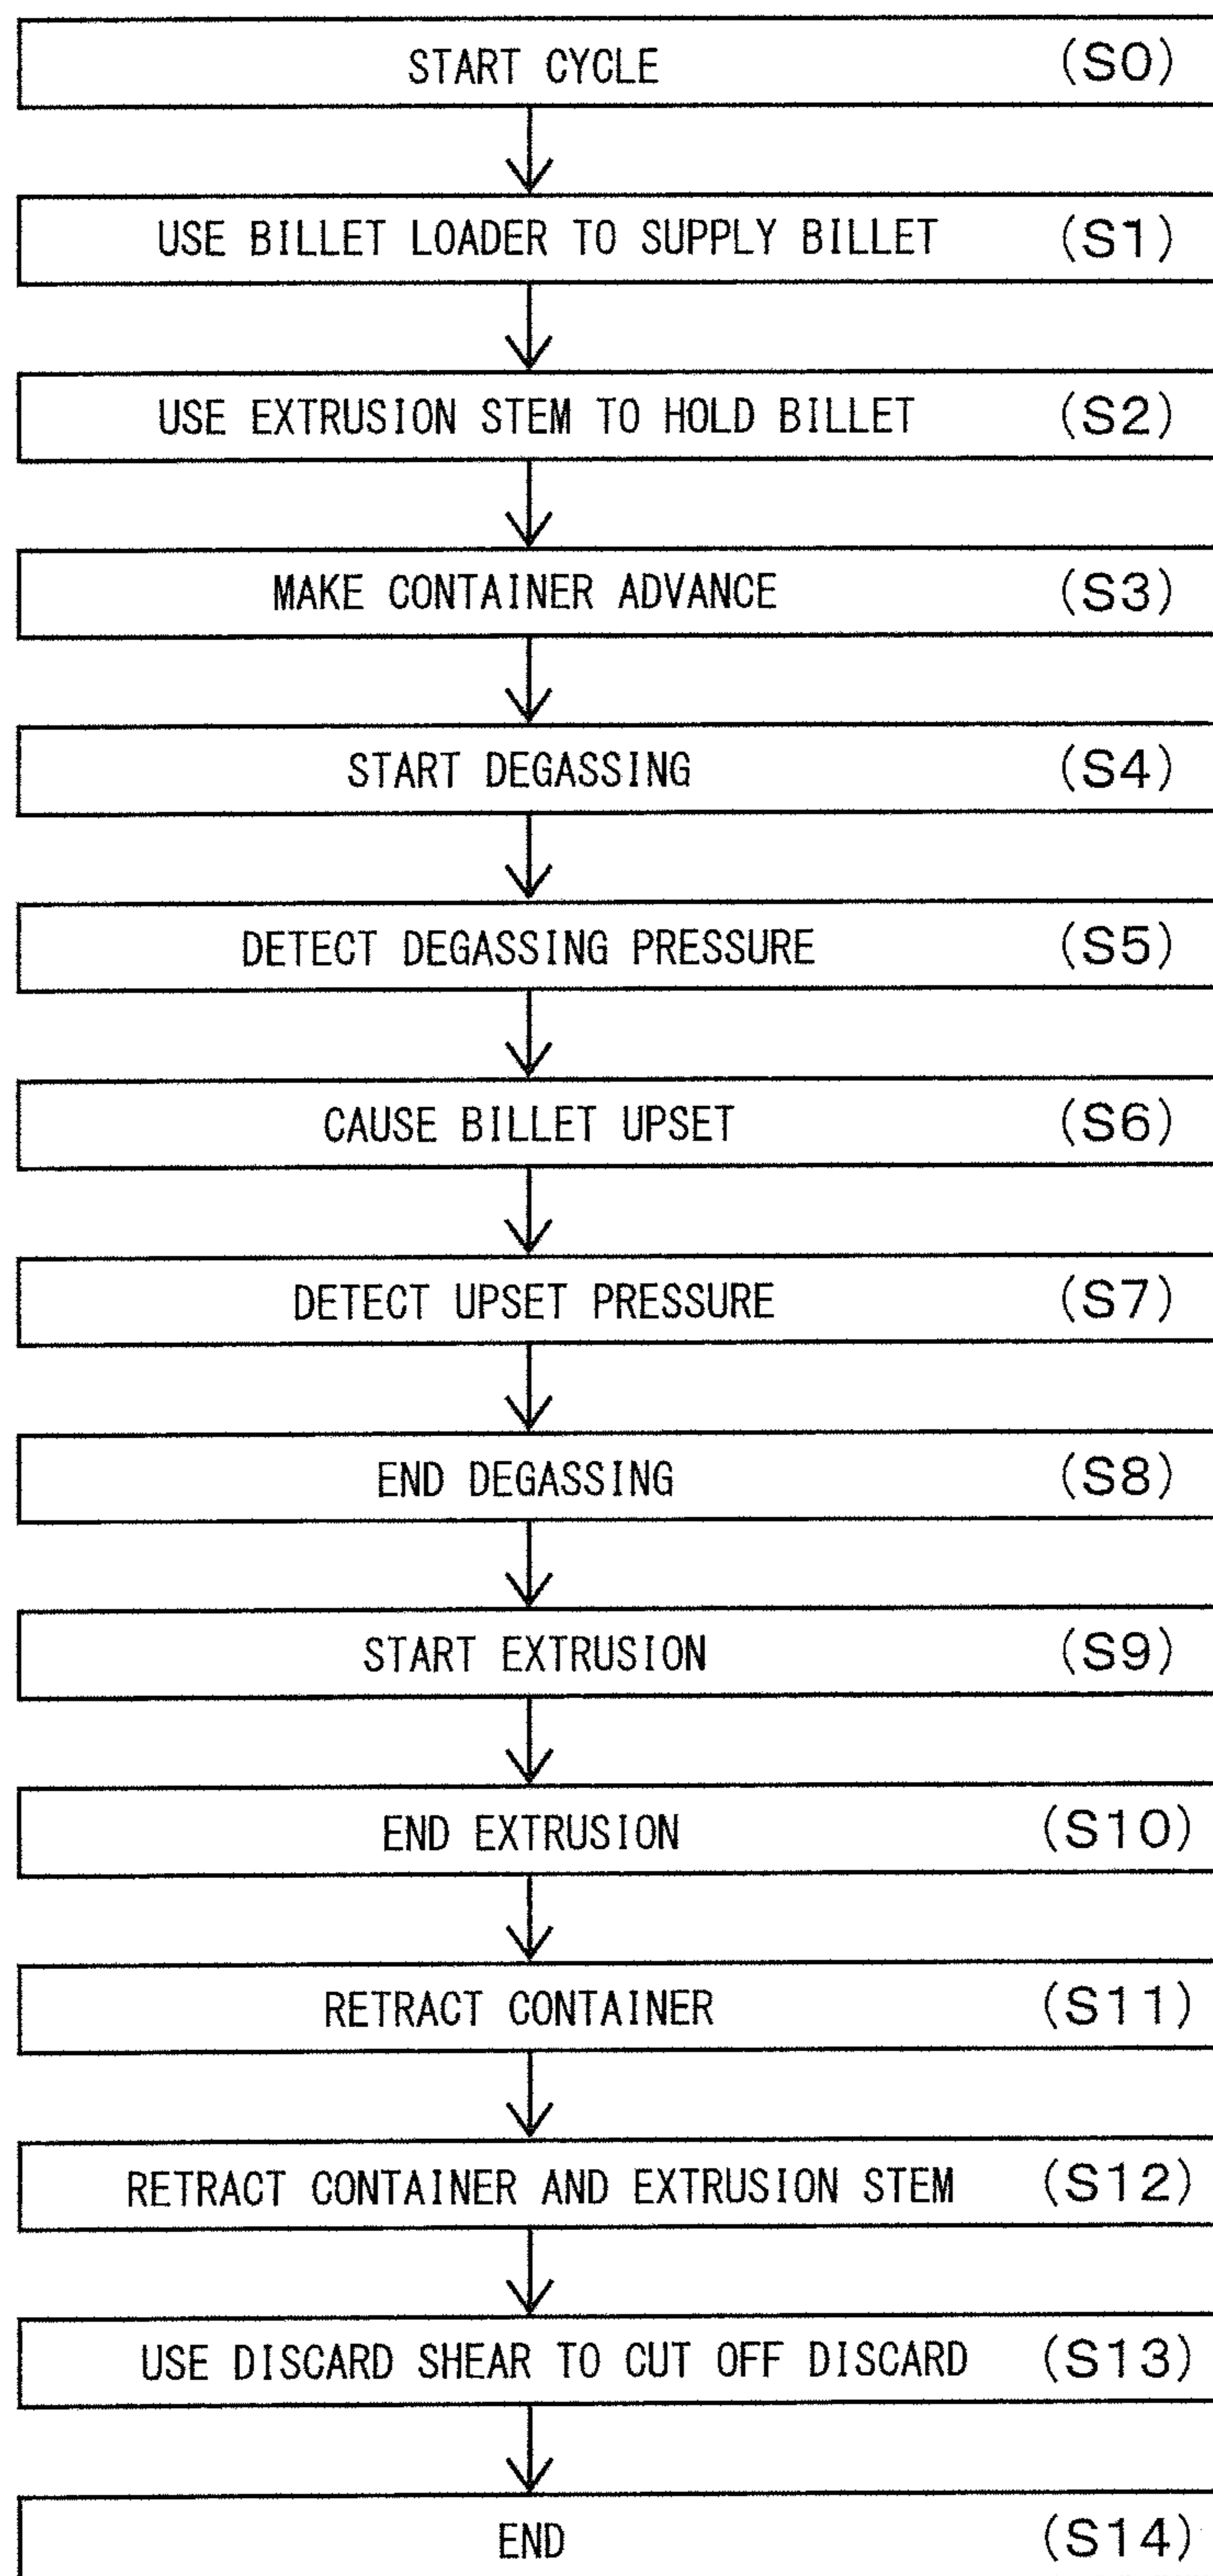 START CYCLE (S0)
USE BILLET LOADER TO SUPPLY BILLET (S1)
USE EXTRUSION STEM TO HOLD BILLET (S2)
MAKE CONTAINER ADVANCE (S3)
START DEGASSING (S4)
DETECT DEGASSING PRESSURE (S5)
CAUSE BILLET UPSET (S6)
DETECT UPSET PRESSURE (S7)
END DEGASSING (S8)
START EXTRUSION (S9)
END EXTRUSION (S10)
RETRACT CONTAINER (S11)
RETRACT CONTAINER AND EXTRUSION STEM (S12)
USE DISCARD SHEAR TO CUT OFF DISCARD (S13)
END (S14)